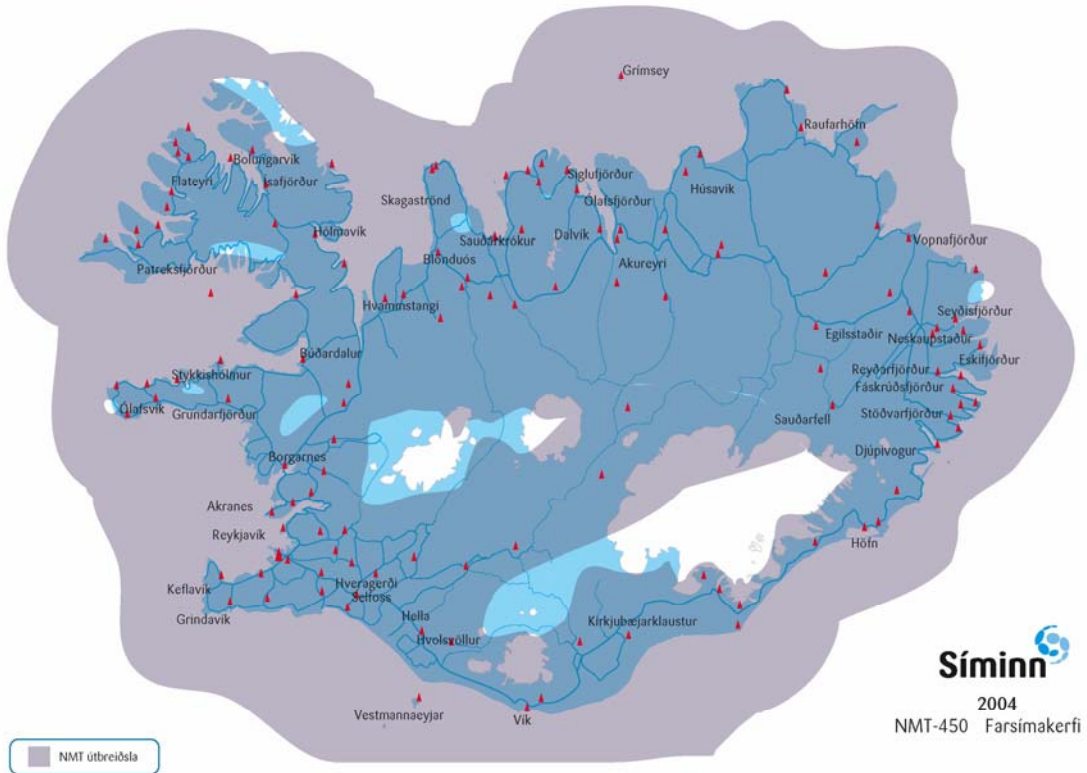 Grímsey
Raufarhöfn
Bolungarvík
Flateyri
Ísafjörður
Siglufjörður
Húsavík
Skagaströnd
Ólafsfjörður
Hólmavík
Sauðárkrókur
Dalvík
Vopnafjörður
Blönduós
Patreksfjörður
Akureyri
Hvammstangi
Seyðisfjörður
Egilsstaðir
Neskaupstaður
Búðardalur
Eskifjörður
Stykkishólmur
Reyðarfjörður
Fáskrúðsfjörður
Ólafsvík
Grundarfjörður
Sauðarfell
Stöðvarfjörður
Djúpivogur
Borgarnes
Akranes
Reykjavík
Höfn
Keflavík
Hveragerði
Selfoss
Grindavík
Hella
Kirkjubæjarklaustur
Hvolsvöllur
Vestmannaeyjar
Vík
Síminn
2004
NMT-450 Farsímakerfi
NMT útbreiðsla